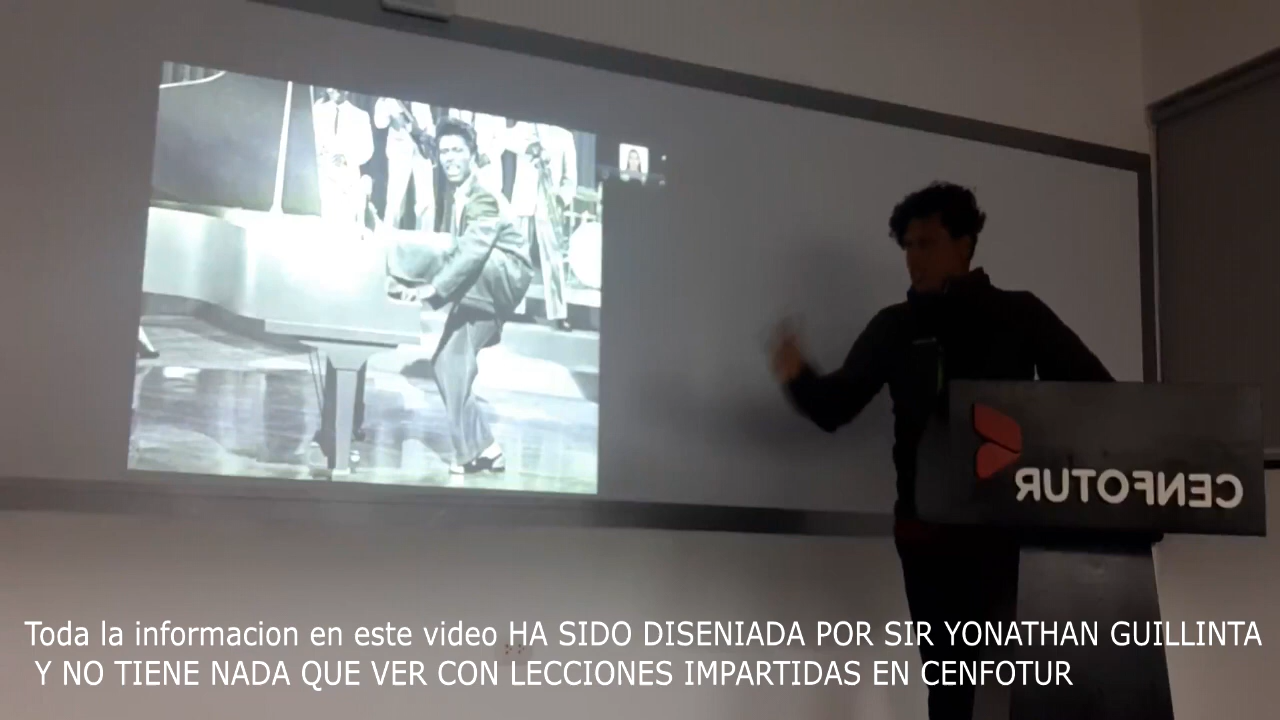 CENFOTUR
Toda la informacion en este video HA SIDO DISENIADA POR SIR YONATHAN GUILLINTA
Y NO TIENE NADA QUE VER CON LECCIONES IMPARTIDAS EN CENFOTUR